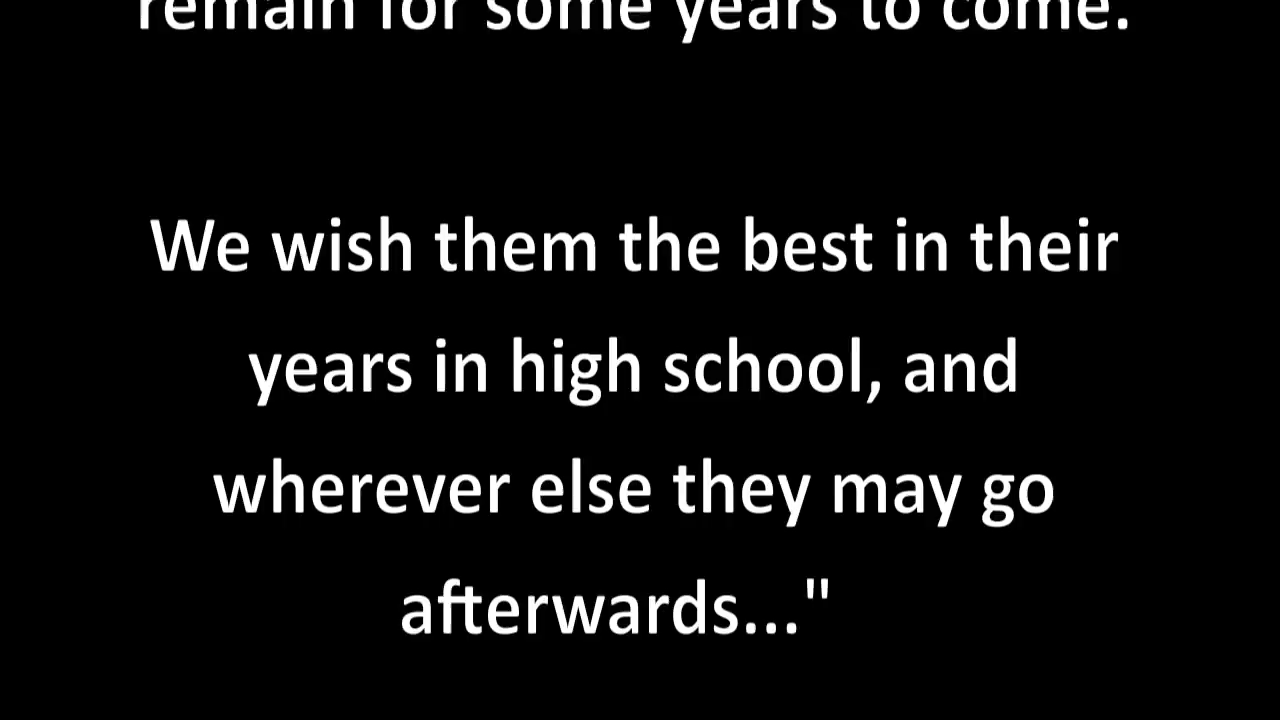 remain for some years to come.
We wish them the best in their
years in high school, and
wherever else they may go
afterwards..."